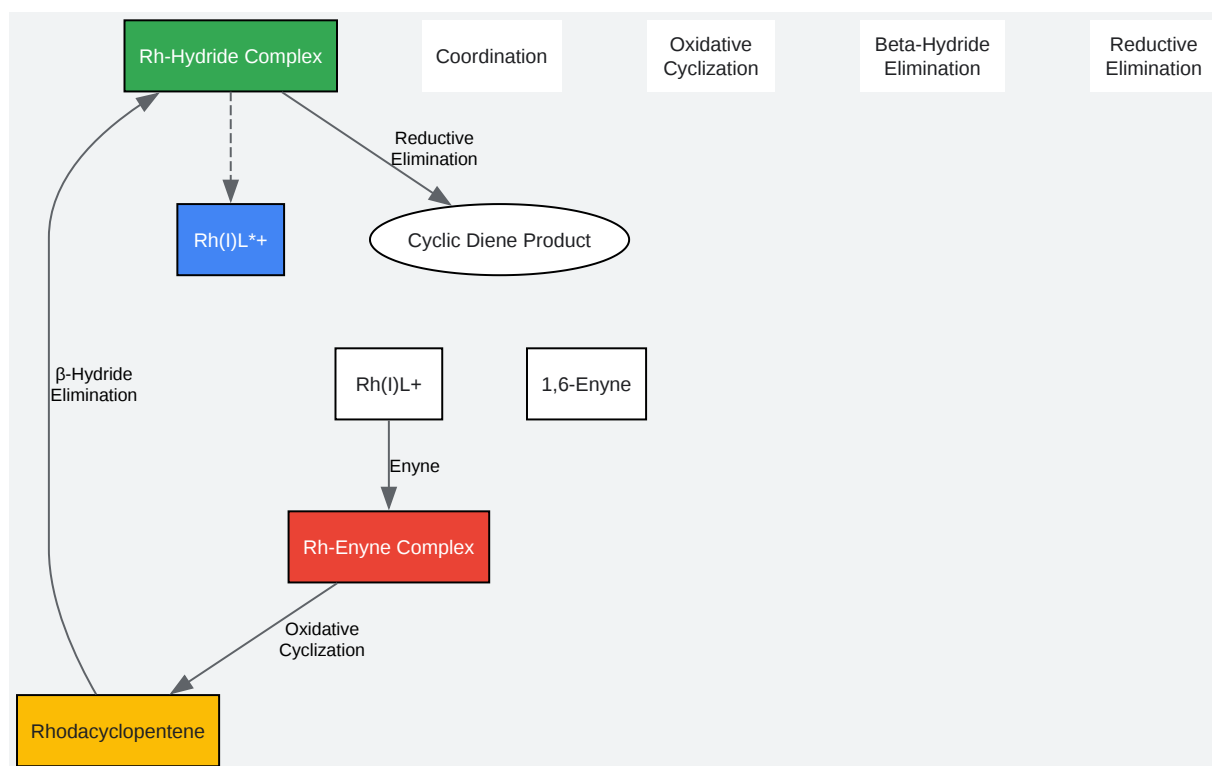 Rh-Hydride Complex
Coordination
Oxidative
Cyclization
Beta-Hydride
Elimination
Reductive
Elimination
Reductive
Elimination
Rh(I)L*+
Cyclic Diene Product
β-Hydride
Elimination
Rh(I)L+
1,6-Enyne
Enyne
Rh-Enyne Complex
Oxidative
Cyclization
Rhodacyclopentene